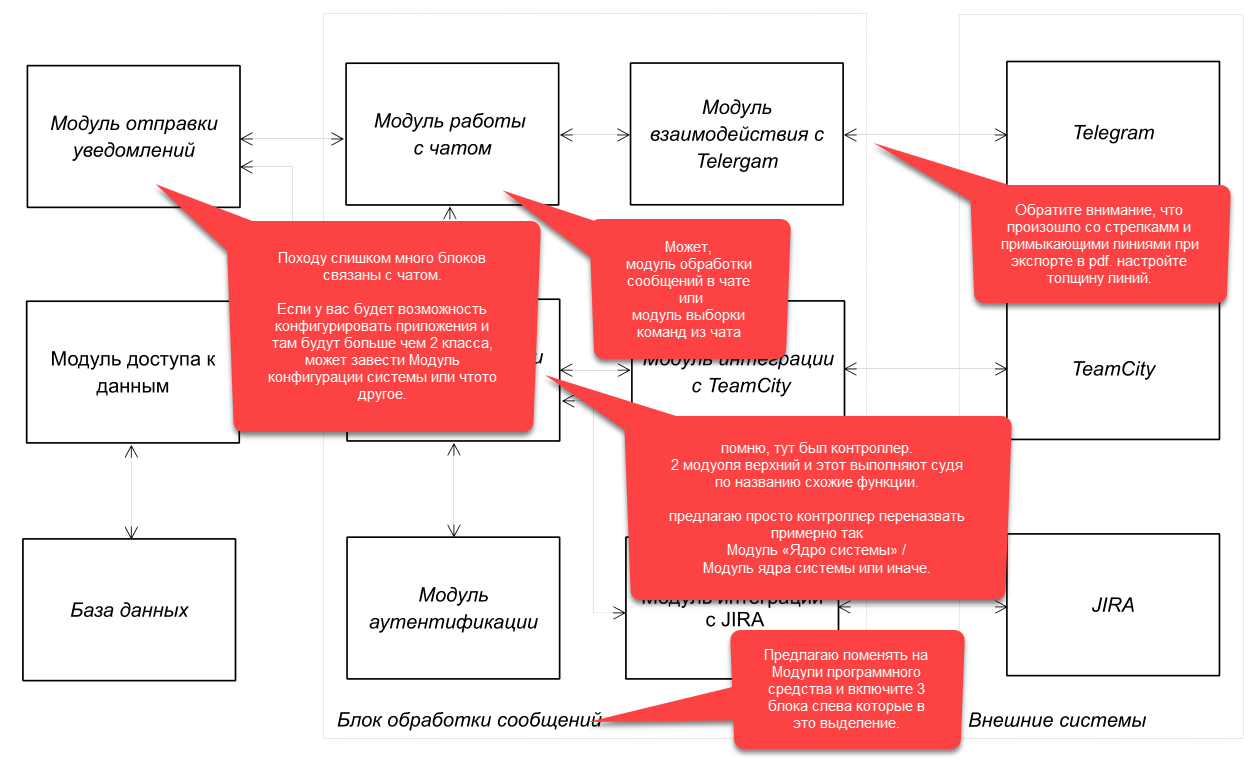 Модуль отправки
уведомлений
Модуль работы
с чатом
Модуль
взаимодействия с
Telergam
Telegram
Обратите внимание, что
произошло со стрелкамм и
примыкающими линиями при
экспорте в pdf. настройте
толщину линий.
Может,
модуль обработки
сообщений в чате
или
модуль выборки
команд из чата
Походу слишком много блоков
связаны с чатом.
Если у вас будет возможность
конфигурировать приложения и
там будут больше чем 2 класса,
может завести Модуль
конфигурации системы или чтото
другое.
Модуль доступа к
данным
Модуль интеграции
с TeamCity
TeamCity
помню, тут был контроллер.
2 модуоля верхний и этот выполняют судя
по названию схожие функции.
предлагаю просто контроллер переназвать
примерно так
Модуль «Ядро системы» /
Модуль ядра системы или иначе.
База данных
Модуль
аутентификации
Модуль интеграции
с JIRA
JIRA
Предлагаю поменять на
Модули программного
средства и включите 3
блока слева которые в
это выделение.
Блок обработки сообщений
Внешние системы